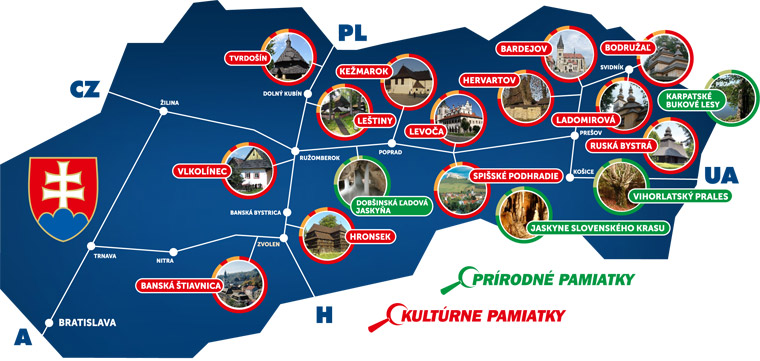 PL
BARDEJOV
BODRUŽAĽ
TVRDOŠÍN
KEŽMAROK
SVIDNÍK
HERVARTOV
CZ
DOLNÝ KUBÍN
KARPATSKÉ
BUKOVÉ LESY
ŽILINA
LEŠTINY
LADOMIROVÁ
LEVOČA
PREŠOV
RUSKÁ BYSTRÁ
RUŽOMBEROK
POPRAD
VLKOLÍNEC
SPIŠSKÉ PODHRADIE
KOŠICE
UA
VIHORLATSKÝ PRALES
DOBŠINSKÁ ĽADOVÁ
JASKYŇA
BANSKÁ BYSTRICA
JASKYNE SLOVENSKÉHO KRASU
HRONSEK
ZVOLEN
TRNAVA
NITRA
PRÍRODNÉ PAMIATKY
BANSKÁ ŠTIAVNICA
H
KULTÚRNE PAMIATKY
BRATISLAVA
A